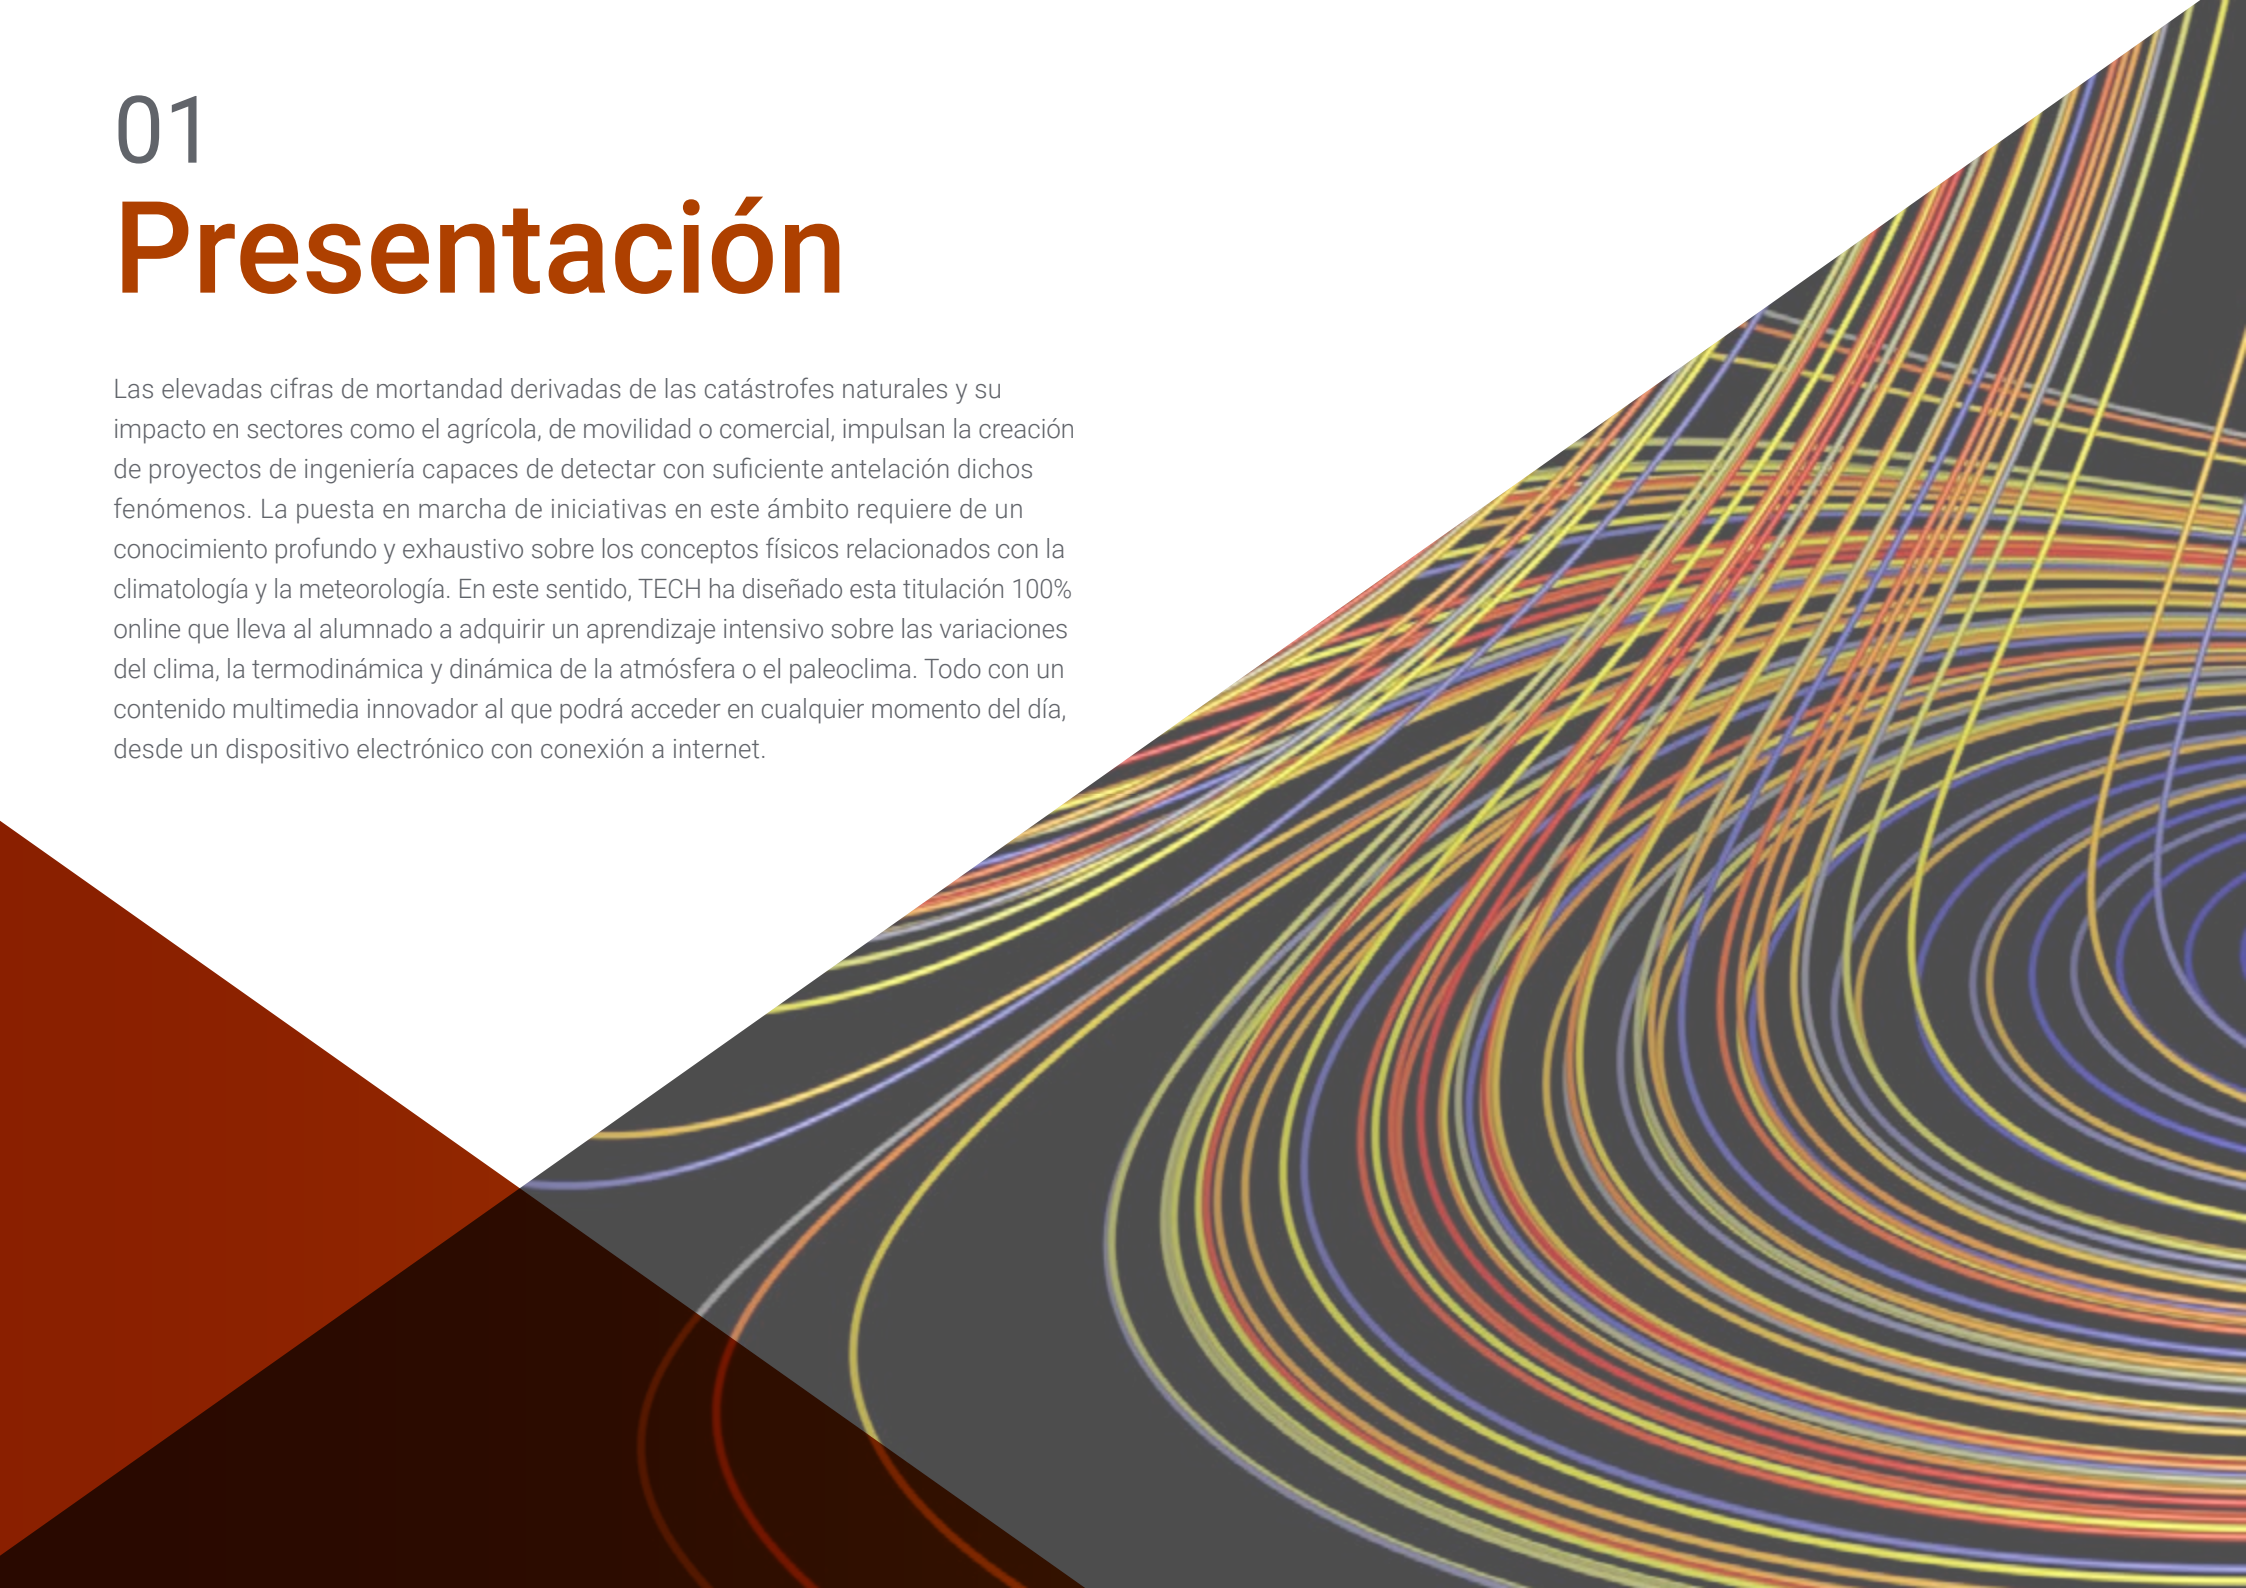 01
Presentación
Las elevadas cifras de mortandad derivadas de las catástrofes naturales y su
impacto en sectores como el agrícola, de movilidad o comercial, impulsan la creación
de proyectos de ingeniería capaces de detectar con suficiente antelación dichos
fenómenos. La puesta en marcha de iniciativas en este ámbito requiere de un
conocimiento profundo y exhaustivo sobre los conceptos físicos relacionados con la
climatología y la meteorología. En este sentido, TECH ha diseñado esta titulación 100%
online que lleva al alumnado a adquirir un aprendizaje intensivo sobre las variaciones
del clima, la termodinámica y dinámica de la atmósfera o el paleoclima. Todo con un
contenido multimedia innovador al que podrá acceder en cualquier momento del día,
desde un dispositivo electrónico con conexión a internet.